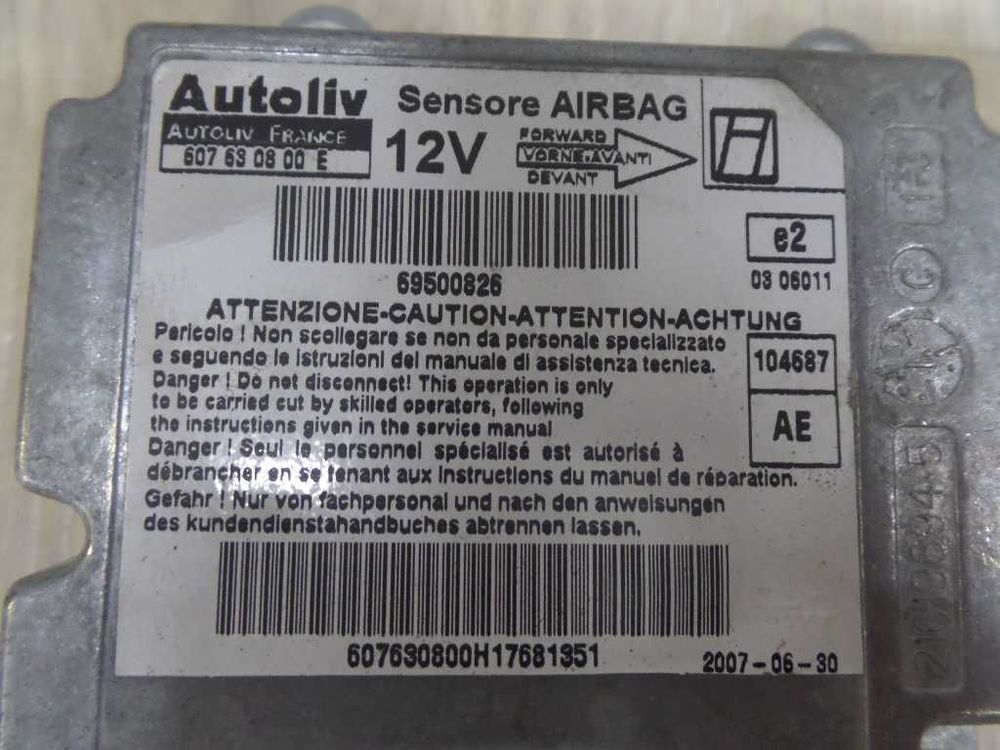 Autoliv
Sensore AIRBAG
AUTOLIV FRANCE
607 63 08 00 E
12V
FORWARD
VORNE-AVANTI
DEVANT
e2
03 06011
69500826
ATTENZIONE-CAUTION-ATTENTION-ACHTUNG
Pericolo ! Non scollegare se non da personale specializzato
e seguendo le istruzioni del manuale di assistenza tecnica.
104687
Danger ! Do not disconnect! This operation is only
to be carried out by skilled operators, following
the instructions given in the service manual
AE
Danger ! Seul le personnel spécialisé est autorisé à
débrancher en se tenant aux instructions du manuel de réparation.
Gefahr ! Nur von fachpersonal und nach den anweisungen
des kundendienstahandbuches abtrennen lassen.
607630800H17681351
2007-06-30